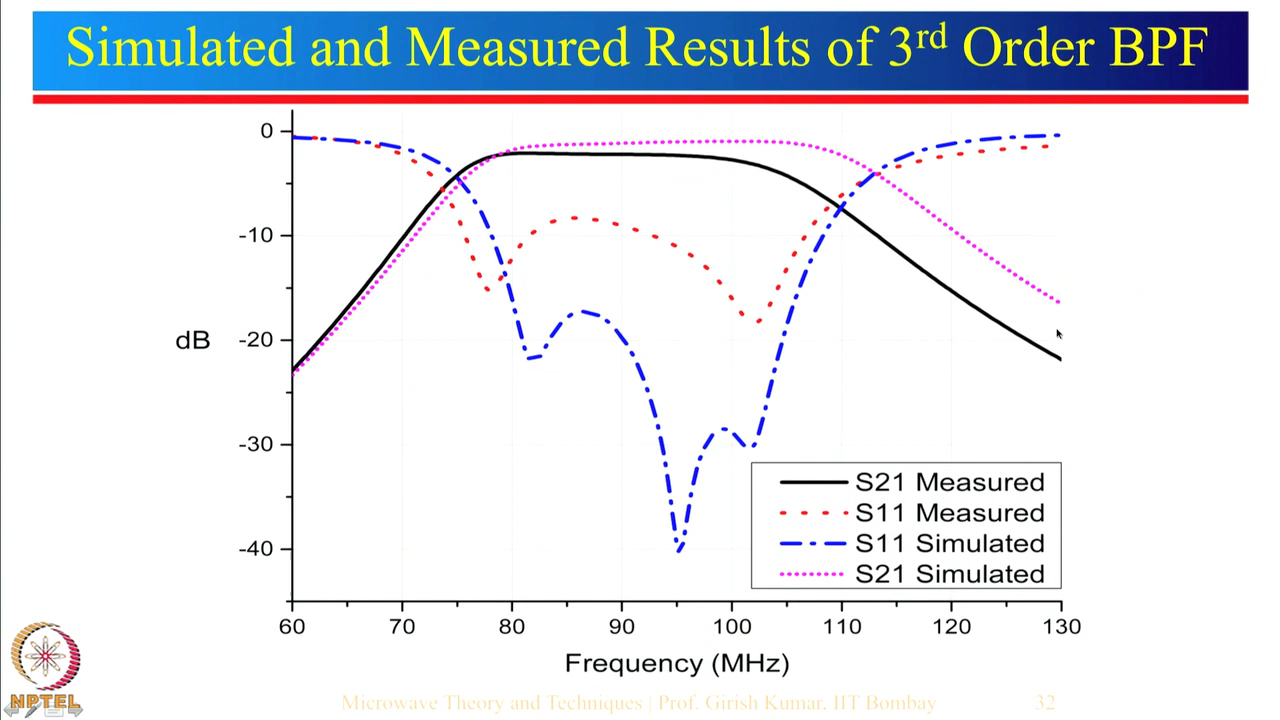 Simulated and Measured Results of 3rd Order BPF
0
-10
dB
-20
-30
-40
S21 Measured
S11 Measured
S11 Simulated
S21 Simulated
60 70 80 90 100 110 120 130
Frequency (MHz)
NPTEL
Microwave Theory and Techniques | Prof. Girish Kumar. IIT Bombay 32